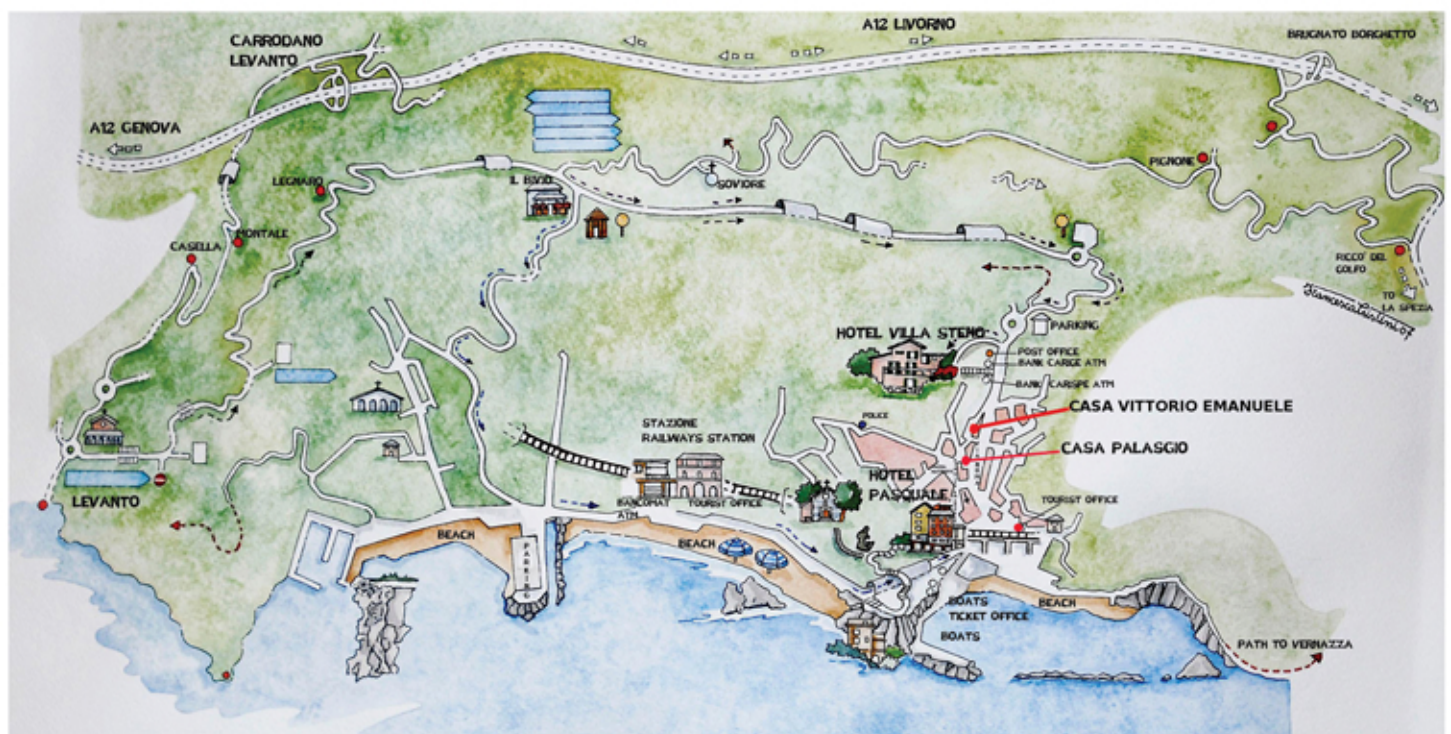 A12 LIVORNO
CARRODANO
LEVANTO
BRUGNATO BORGHETTO
A12 GENOVA
PIGNONE
LEGNARO
IL BIVIO
SOVIORE
MONTALE
CASELLA
RICCO' DEL
GOLFO
TO
LA SPEZIA
PARKING
HOTEL VILLA STENO
POST OFFICE
BANK CARIGE ATM
BANK CARISPE ATM
CASA VITTORIO EMANUELE
POLICE
STAZIONE
RAILWAYS STATION
CASA PALASGIO
HOTEL
PASQUALE
LEVANTO
BANCOMAT
ATM
TOURIST OFFICE
TOURIST OFFICE
BEACH
BEACH
PARKING
BOATS
TICKET OFFICE
BEACH
BOATS
PATH TO VERNAZZA